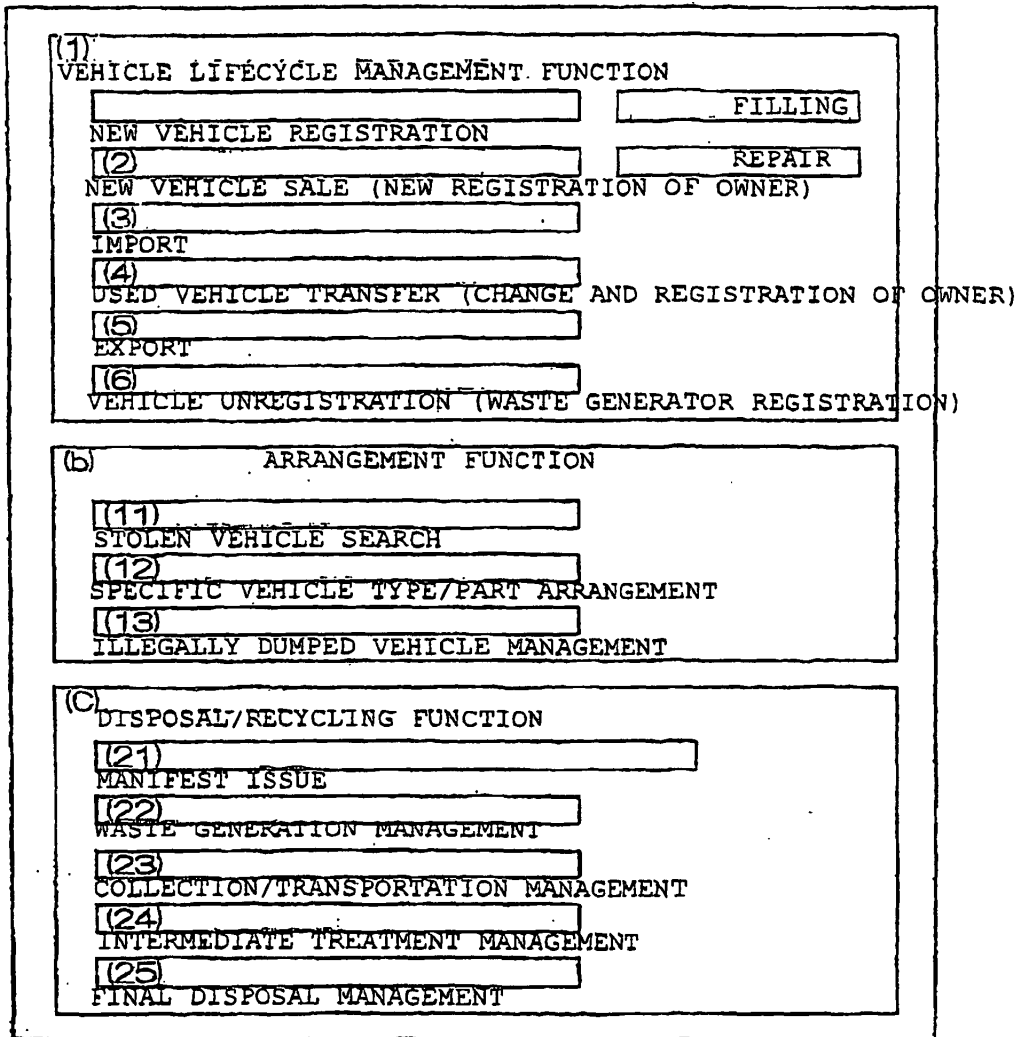 (1)
VEHICLE LIFECYCLE MANAGEMENT FUNCTION
FILLING
NEW VEHICLE REGISTRATION
(2) REPAIR
NEW VEHICLE SALE (NEW REGISTRATION OF OWNER)
(3)
IMPORT
(4)
USED VEHICLE TRANSFER (CHANGE AND REGISTRATION OF OWNER)
(5)
EXPORT
(6)
VEHICLE UNREGISTRATION (WASTE GENERATOR REGISTRATION)
(b) ARRANGEMENT FUNCTION
(11)
STOLEN VEHICLE SEARCH
(12)
SPECIFIC VEHICLE TYPE/PART ARRANGEMENT
(13)
ILLEGALLY DUMPED VEHICLE MANAGEMENT
(C)
DISPOSAL/RECYCLING FUNCTION
(21)
MANIFEST ISSUE
(22)
WASTE GENERATION MANAGEMENT
(23)
COLLECTION/TRANSPORTATION MANAGEMENT
(24)
INTERMEDIATE TREATMENT MANAGEMENT
(25)
FINAL DISPOSAL MANAGEMENT